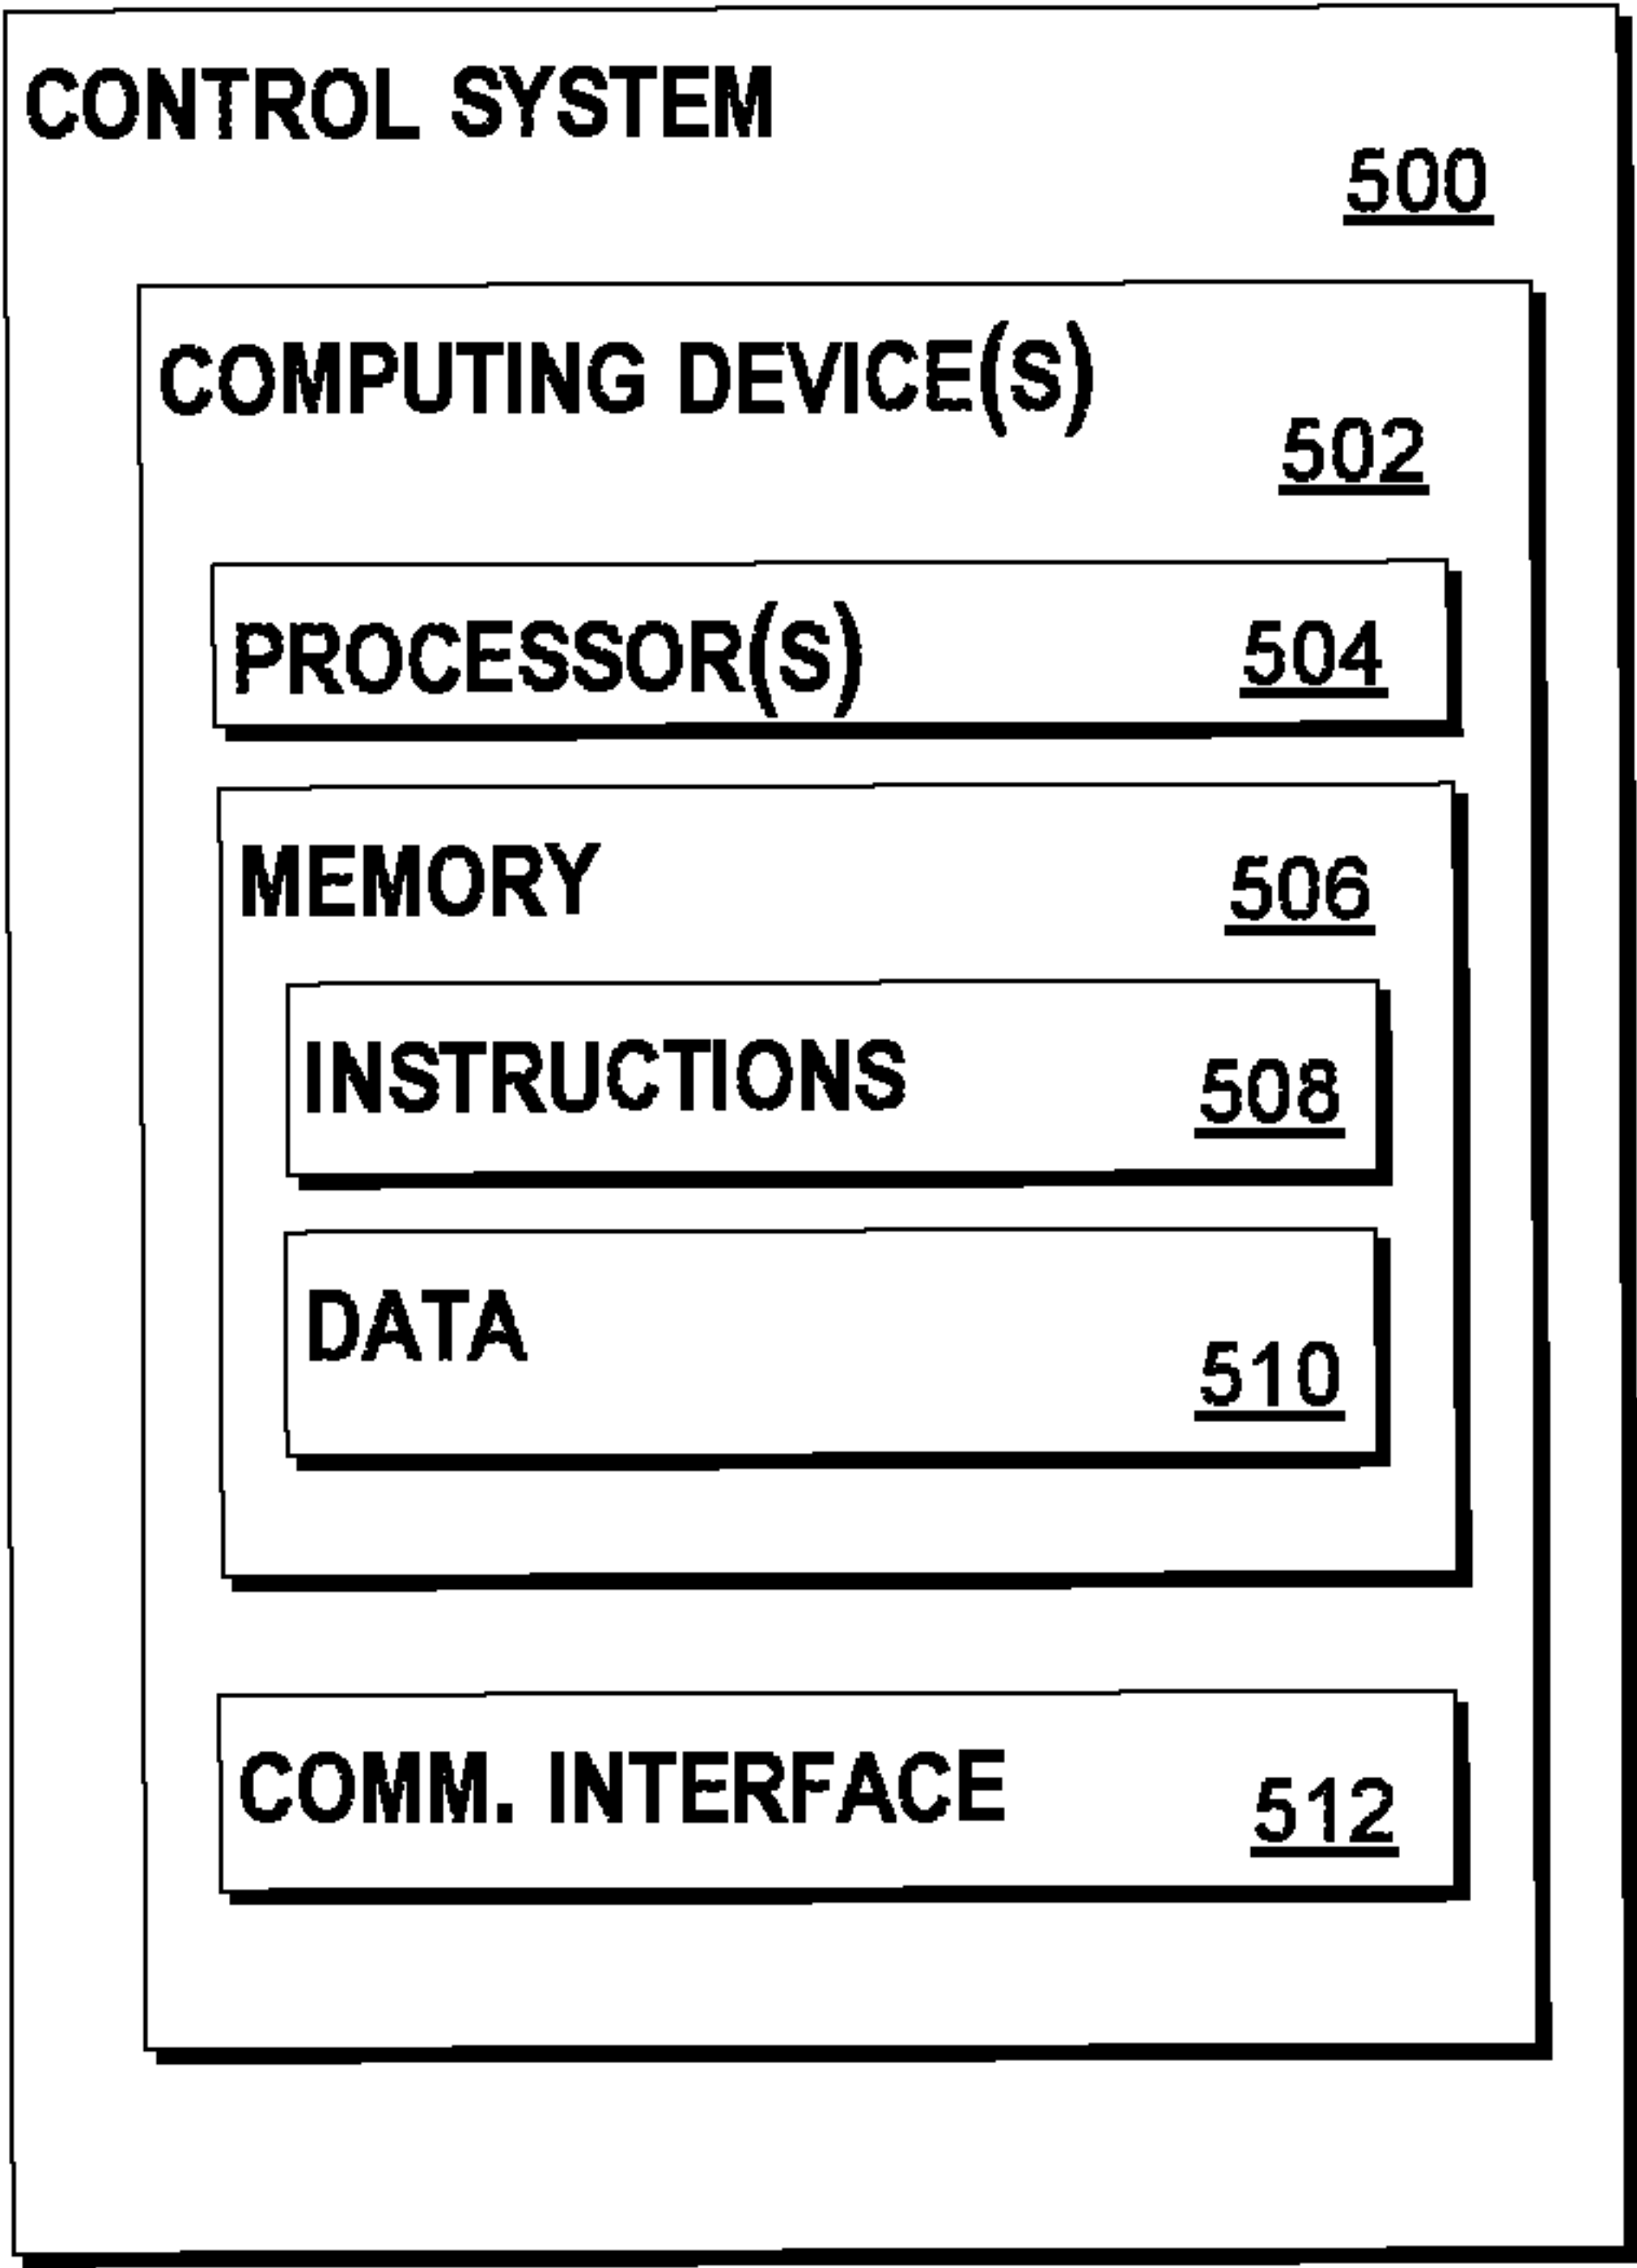 CONTROL SYSTEM
500
COMPUTING DEVICE(S)
502
PROCESSOR(S) 504
MEMORY 506
INSTRUCTIONS 508
DATA 510
COMM. INTERFACE 512